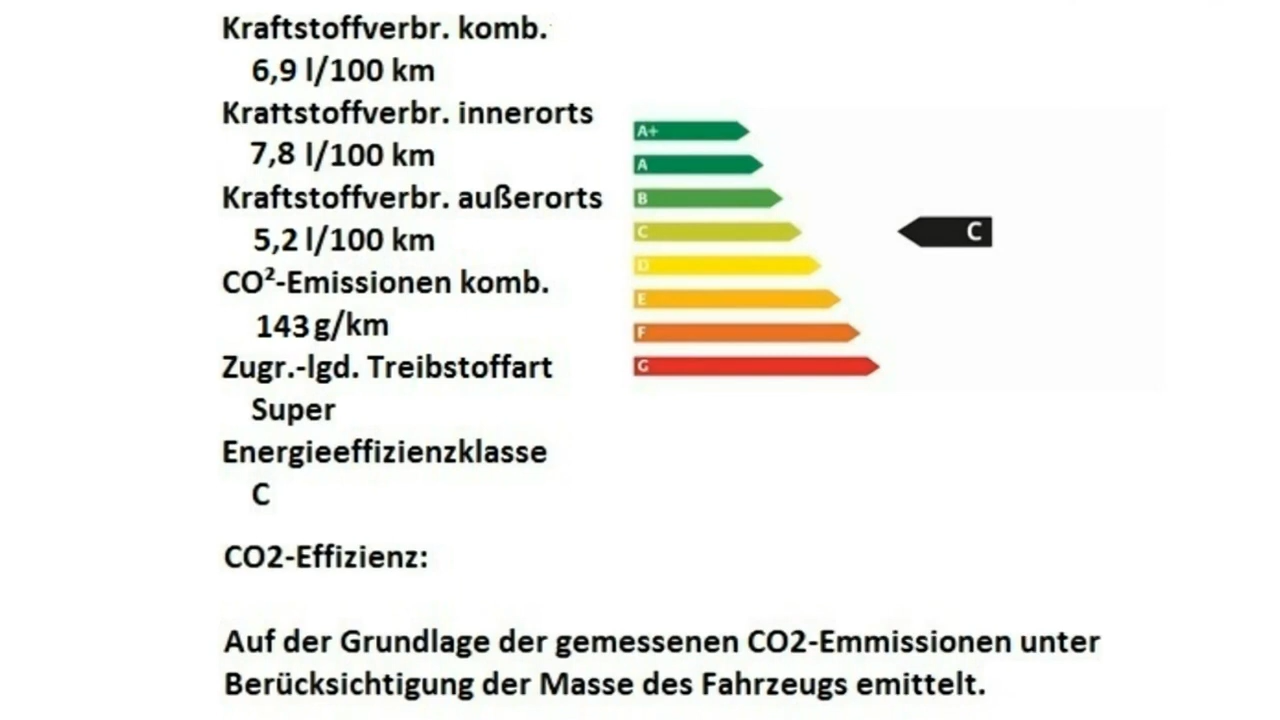 Kraftstoffverbr. komb.
6,9 l/100 km
Krattstoffverbr. innerorts
7,8 l/100 km
Kraftstoffverbr. außerorts
5,2 l/100 km
CO²-Emissionen komb.
143 g/km
Zugr.-lgd. Treibstoffart
Super
Energieeffizienzklasse
C
A+
A
B
C
D
E
F
G
C
CO2-Effizienz:
Auf der Grundlage der gemessenen CO2-Emmissionen unter
Berücksichtigung der Masse des Fahrzeugs emittelt.